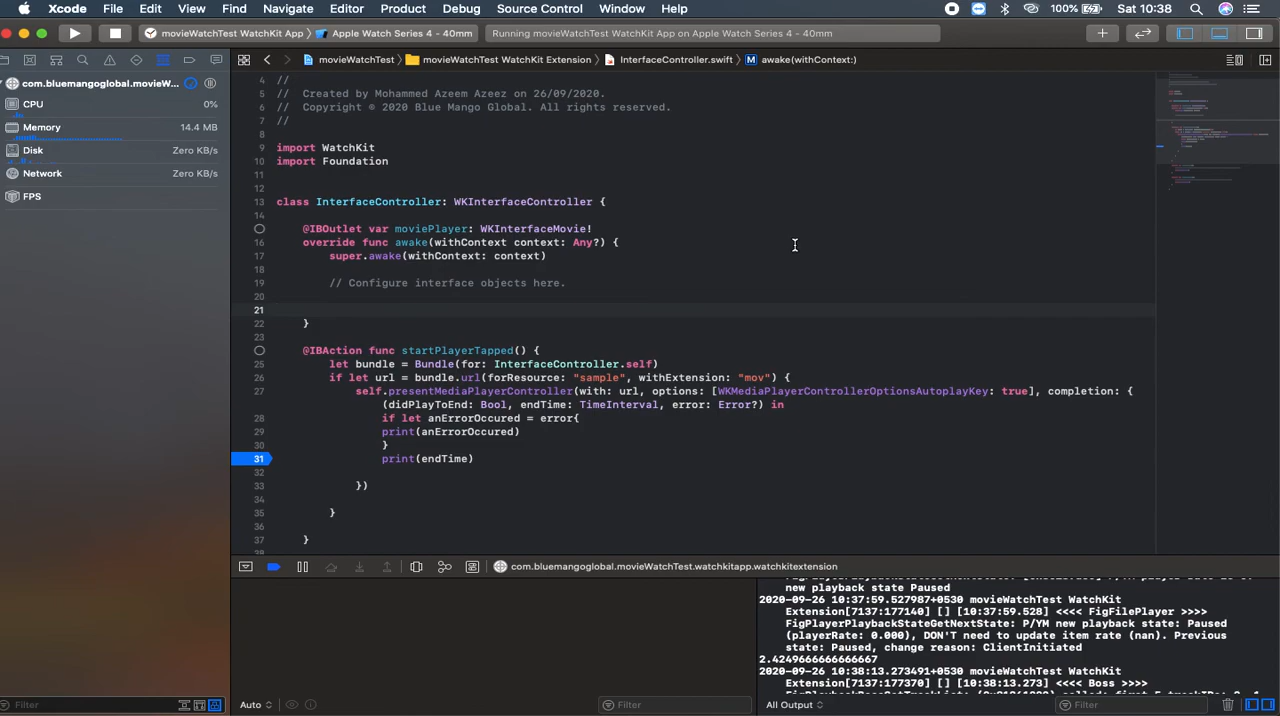 Xcode File Edit View Find Navigate Editor Product Debug Source Control Window Help 100% Sat 10:38
movieWatchTest WatchKit App Apple Watch Series 4 - 40mm Running movieWatchTest WatchKit App on Apple Watch Series 4 - 40mm
movieWatchTest movieWatchTest WatchKit Extension InterfaceController.swift M awake(withContext:)
com.bluemangoglobal.movieW...
CPU 0%
Memory 14.4 MB
Disk Zero KB/s
Network Zero KB/s
FPS
4 //
5 // Created by Mohammed Azeem Azeez on 26/09/2020.
6 // Copyright © 2020 Blue Mango Global. All rights reserved.
7 //
8
9 import WatchKit
10 import Foundation
11
12
13 class InterfaceController: WKInterfaceController {
14
@IBOutlet var moviePlayer: WKInterfaceMovie!
16 override func awake(withContext context: Any?) {
17 super.awake(withContext: context)
18
19 // Configure interface objects here.
20
21
22 }
23
@IBAction func startPlayerTapped() {
25 let bundle = Bundle(for: InterfaceController.self)
26 if let url = bundle.url(forResource: "sample", withExtension: "mov") {
27 self.presentMediaPlayerController(with: url, options: [WKMediaPlayerControllerOptionsAutoplayKey: true], completion: {
(didPlayToEnd: Bool, endTime: TimeInterval, error: Error?) in
28 if let anErrorOccured = error{
29 print(anErrorOccured)
30 }
31 print(endTime)
32
33 })
34
35 }
36
37 }
38
com.bluemangoglobal.movieWatchTest.watchkitapp.watchkitextension
new playback state Paused
2020-09-26 10:37:59.527987+0530 movieWatchTest WatchKit
Extension[7137:177140] [] [10:37:59.528] <<<< FigFilePlayer >>>>
FigPlayerPlaybackStateGetNextState: P/YM new playback state: Paused
(playerRate: 0.000), DON'T need to update item rate (nan). Previous
state: Paused, change reason: ClientInitiated
2.4249666666666667
2020-09-26 10:38:13.273491+0530 movieWatchTest WatchKit
Extension[7137:177370] [] [10:38:13.273] <<<< Boss >>>>
Filter Auto Filter All Output Filter